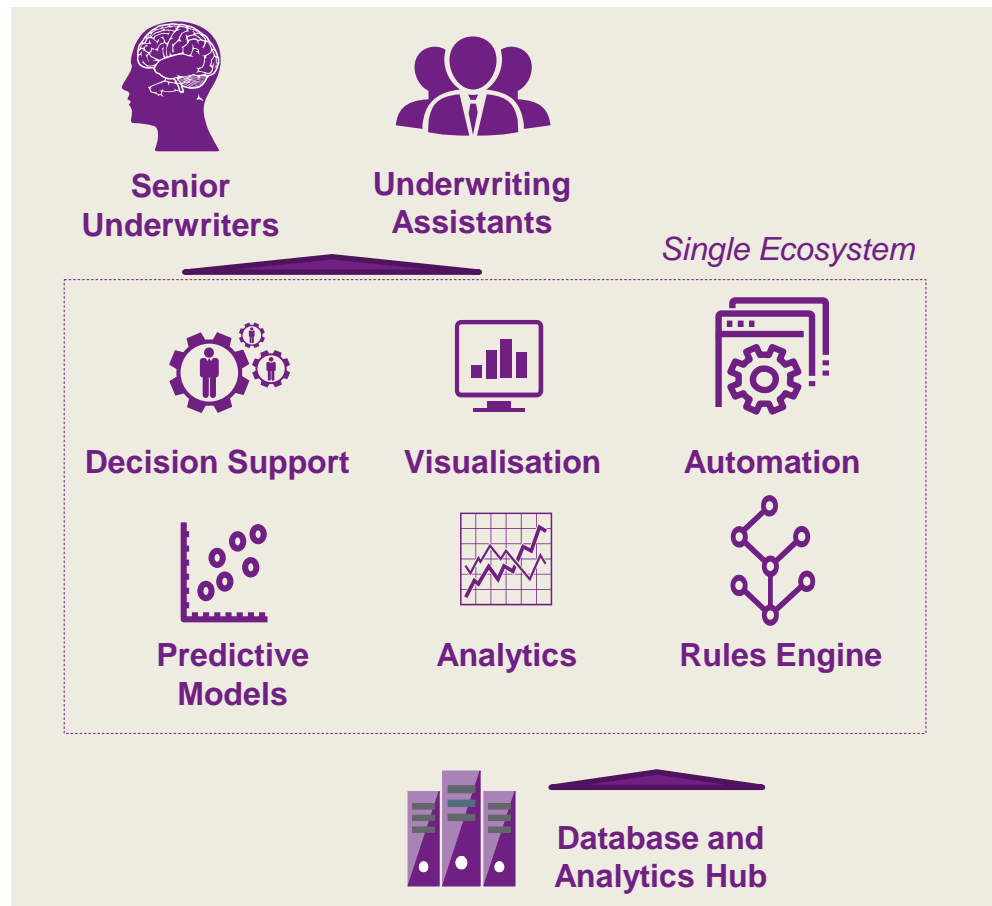 Senior
Underwriters
Underwriting
Assistants
Single Ecosystem
Decision Support
Visualisation
Automation
Predictive
Models
Analytics
Rules Engine
Database and
Analytics Hub